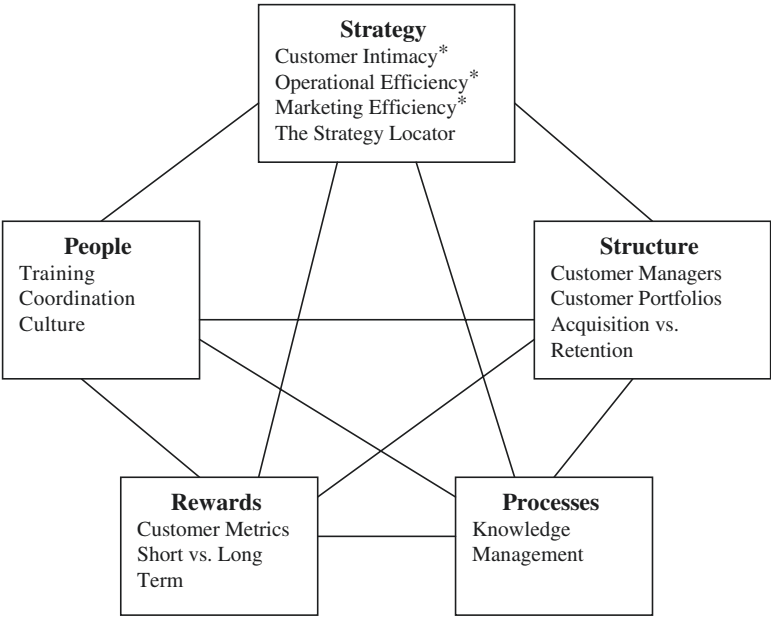 Strategy
Customer Intimacy*
Operational Efficiency*
Marketing Efficiency*
The Strategy Locator
People
Training
Coordination
Culture
Structure
Customer Managers
Customer Portfolios
Acquisition vs.
Retention
Rewards
Customer Metrics
Short vs. Long
Term
Processes
Knowledge
Management